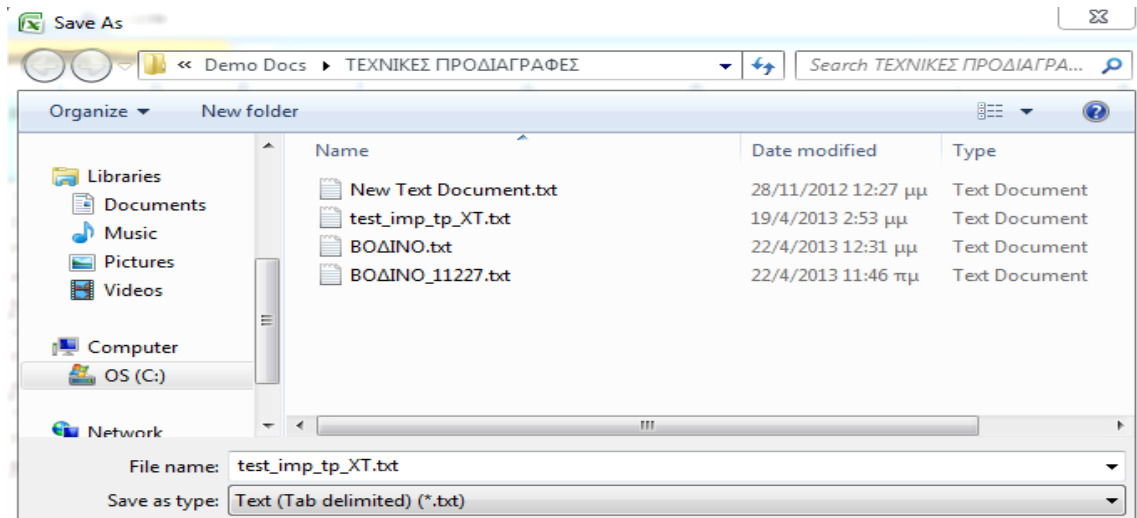 Save As
« Demo Docs ▸ ΤΕΧΝΙΚΕΣ ΠΡΟΔΙΑΓΡΑΦΕΣ
Search ΤΕΧΝΙΚΕΣ ΠΡΟΔΙΑΓΡΑ...
Organize New folder
Name Date modified Type
Libraries
Documents
Music
Pictures
Videos
Computer
OS (C:)
Network
New Text Document.txt 28/11/2012 12:27 μμ Text Document
test_imp_tp_XT.txt 19/4/2013 2:53 μμ Text Document
ΒΟΔΙΝΟ.txt 22/4/2013 12:31 μμ Text Document
ΒΟΔΙΝΟ_11227.txt 22/4/2013 11:46 πμ Text Document
File name: test_imp_tp_XT.txt
Save as type: Text (Tab delimited) (*.txt)